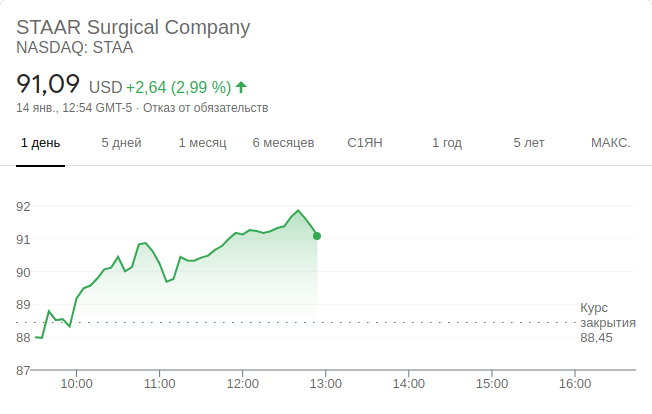 STAAR Surgical Company
NASDAQ: STAA
91,09 USD +2,64 (2,99 %)
14 янв., 12:54 GMT-5 · Отказ от обязательств
1 день 5 дней 1 месяц 6 месяцев С1ЯН 1 год 5 лет МАКС.
92
91
90
89
Курс
закрытия
88,45
88
87
10:00 11:00 12:00 13:00 14:00 15:00 16:00